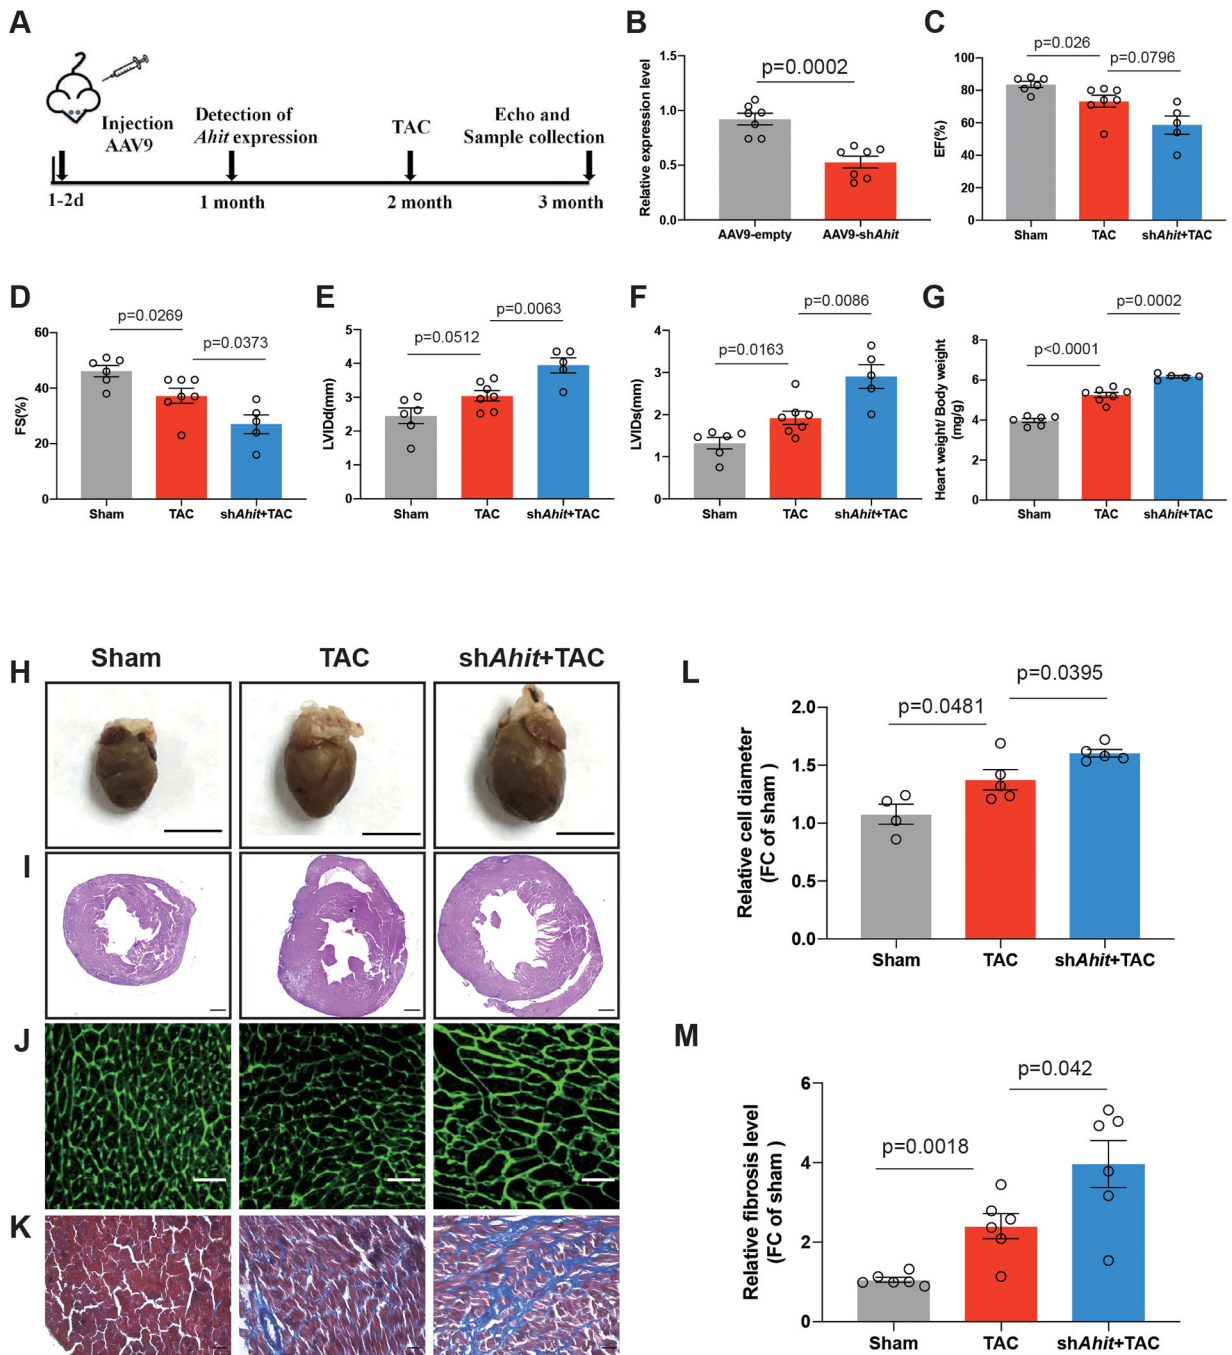 A
Injection
AAV9
Detection of
Ahit expression
TAC
Echo and
Sample collection
1-2d
1 month
2 month
3 month
B
Relative expression level
1.5
1.0
0.5
0.0
p=0.0002
AAV9-empty
AAV9-shAhit
C
EF(%)
100
80
60
40
20
0
p=0.026
p=0.0796
Sham
TAC
shAhit+TAC
D
FS(%)
60
40
20
0
p=0.0269
p=0.0373
Sham
TAC
shAhit+TAC
E
LVIDd(mm)
5
4
3
2
1
0
p=0.0512
p=0.0063
Sham
TAC
shAhit+TAC
F
LVIDs(mm)
4
3
2
1
0
p=0.0163
p=0.0086
Sham
TAC
shAhit+TAC
G
Heart weight/ Body weight
(mg/g)
8
6
4
2
0
p<0.0001
p=0.0002
Sham
TAC
shAhit+TAC
H
Sham
TAC
shAhit+TAC
I
J
K
L
Relative cell diameter
(FC of sham )
2.0
1.5
1.0
0.5
0.0
p=0.0481
p=0.0395
Sham
TAC
shAhit+TAC
M
Relative fibrosis level
(FC of sham )
6
4
2
0
p=0.0018
p=0.042
Sham
TAC
shAhit+TAC